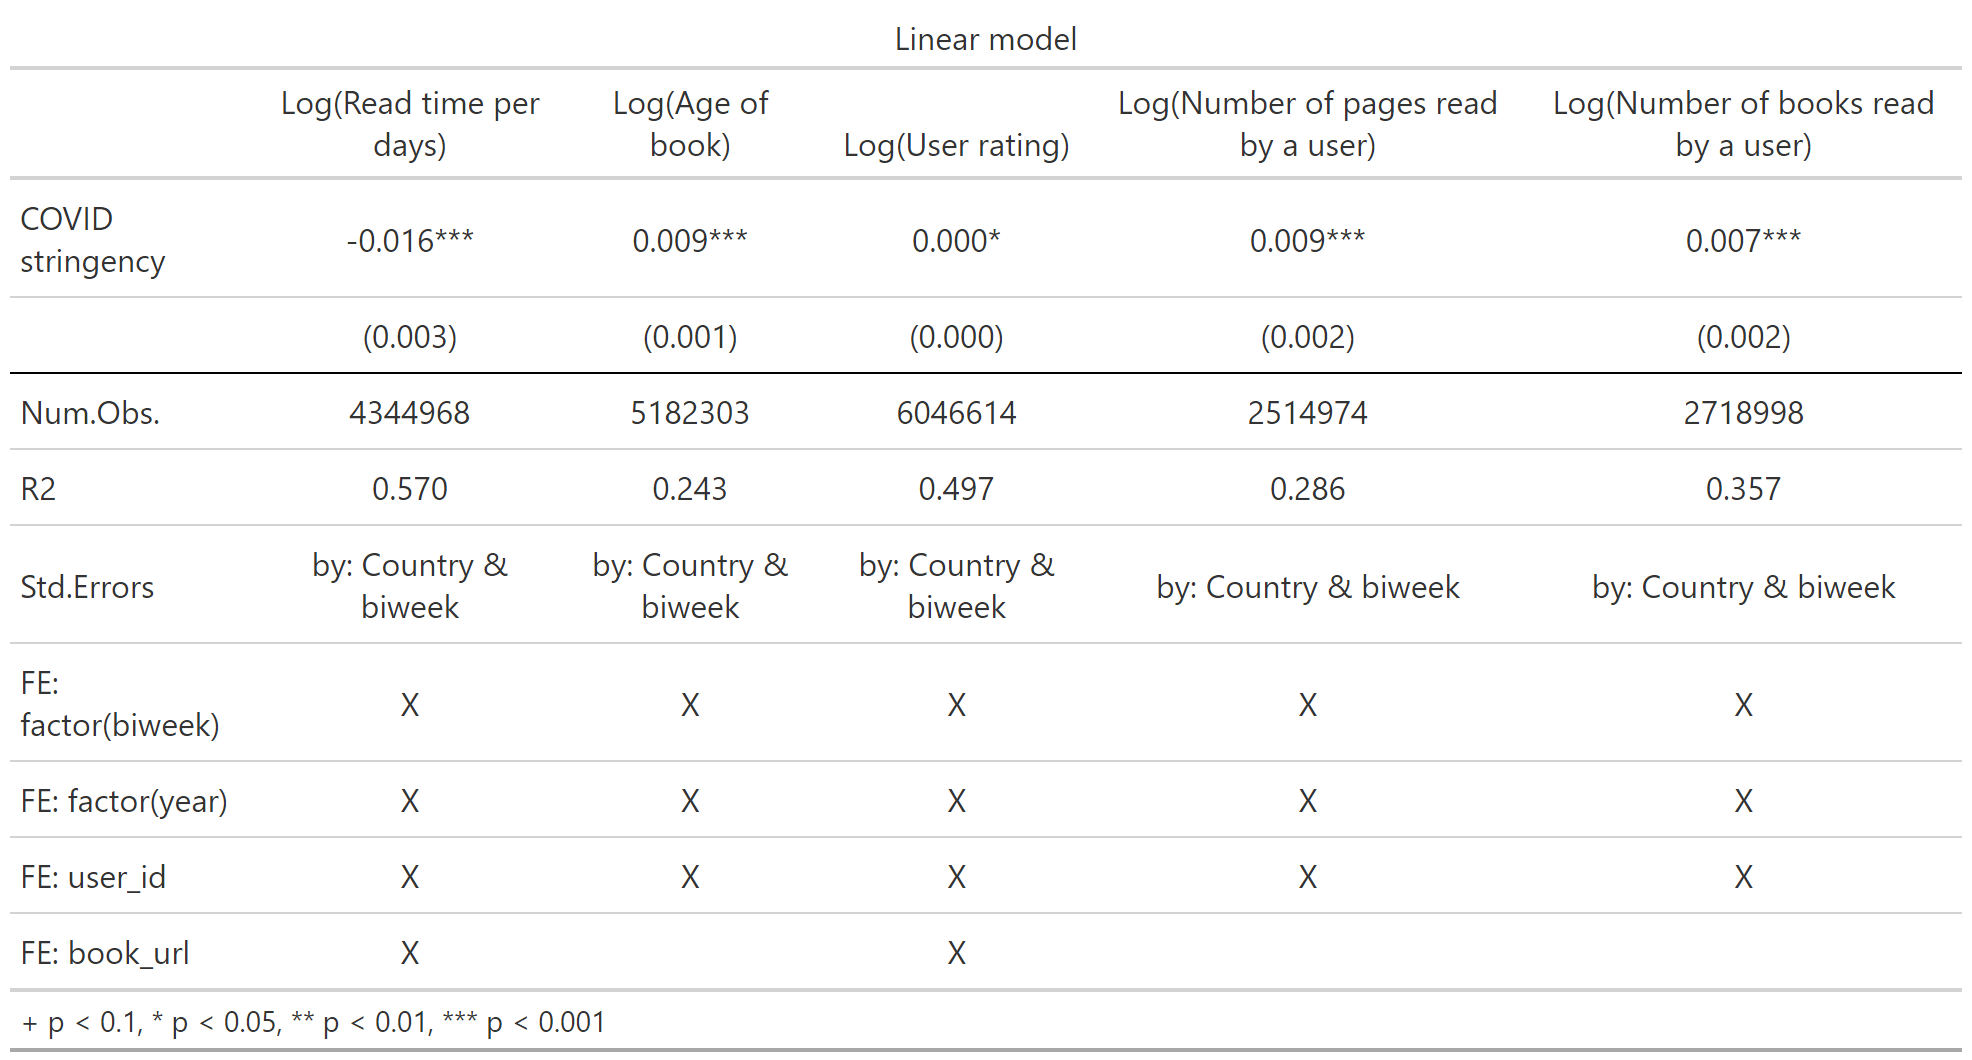 Linear model
Log(Read time per days) Log(Age of book) Log(User rating) Log(Number of pages read by a user) Log(Number of books read by a user)
COVID stringency -0.016*** 0.009*** 0.000* 0.009*** 0.007***
(0.003) (0.001) (0.000) (0.002) (0.002)
Num.Obs. 4344968 5182303 6046614 2514974 2718998
R2 0.570 0.243 0.497 0.286 0.357
Std.Errors by: Country & biweek by: Country & biweek by: Country & biweek by: Country & biweek by: Country & biweek
FE: factor(biweek) X X X X X
FE: factor(year) X X X X X
FE: user_id X X X X X
FE: book_url X X
+ p < 0.1, * p < 0.05, ** p < 0.01, *** p < 0.001